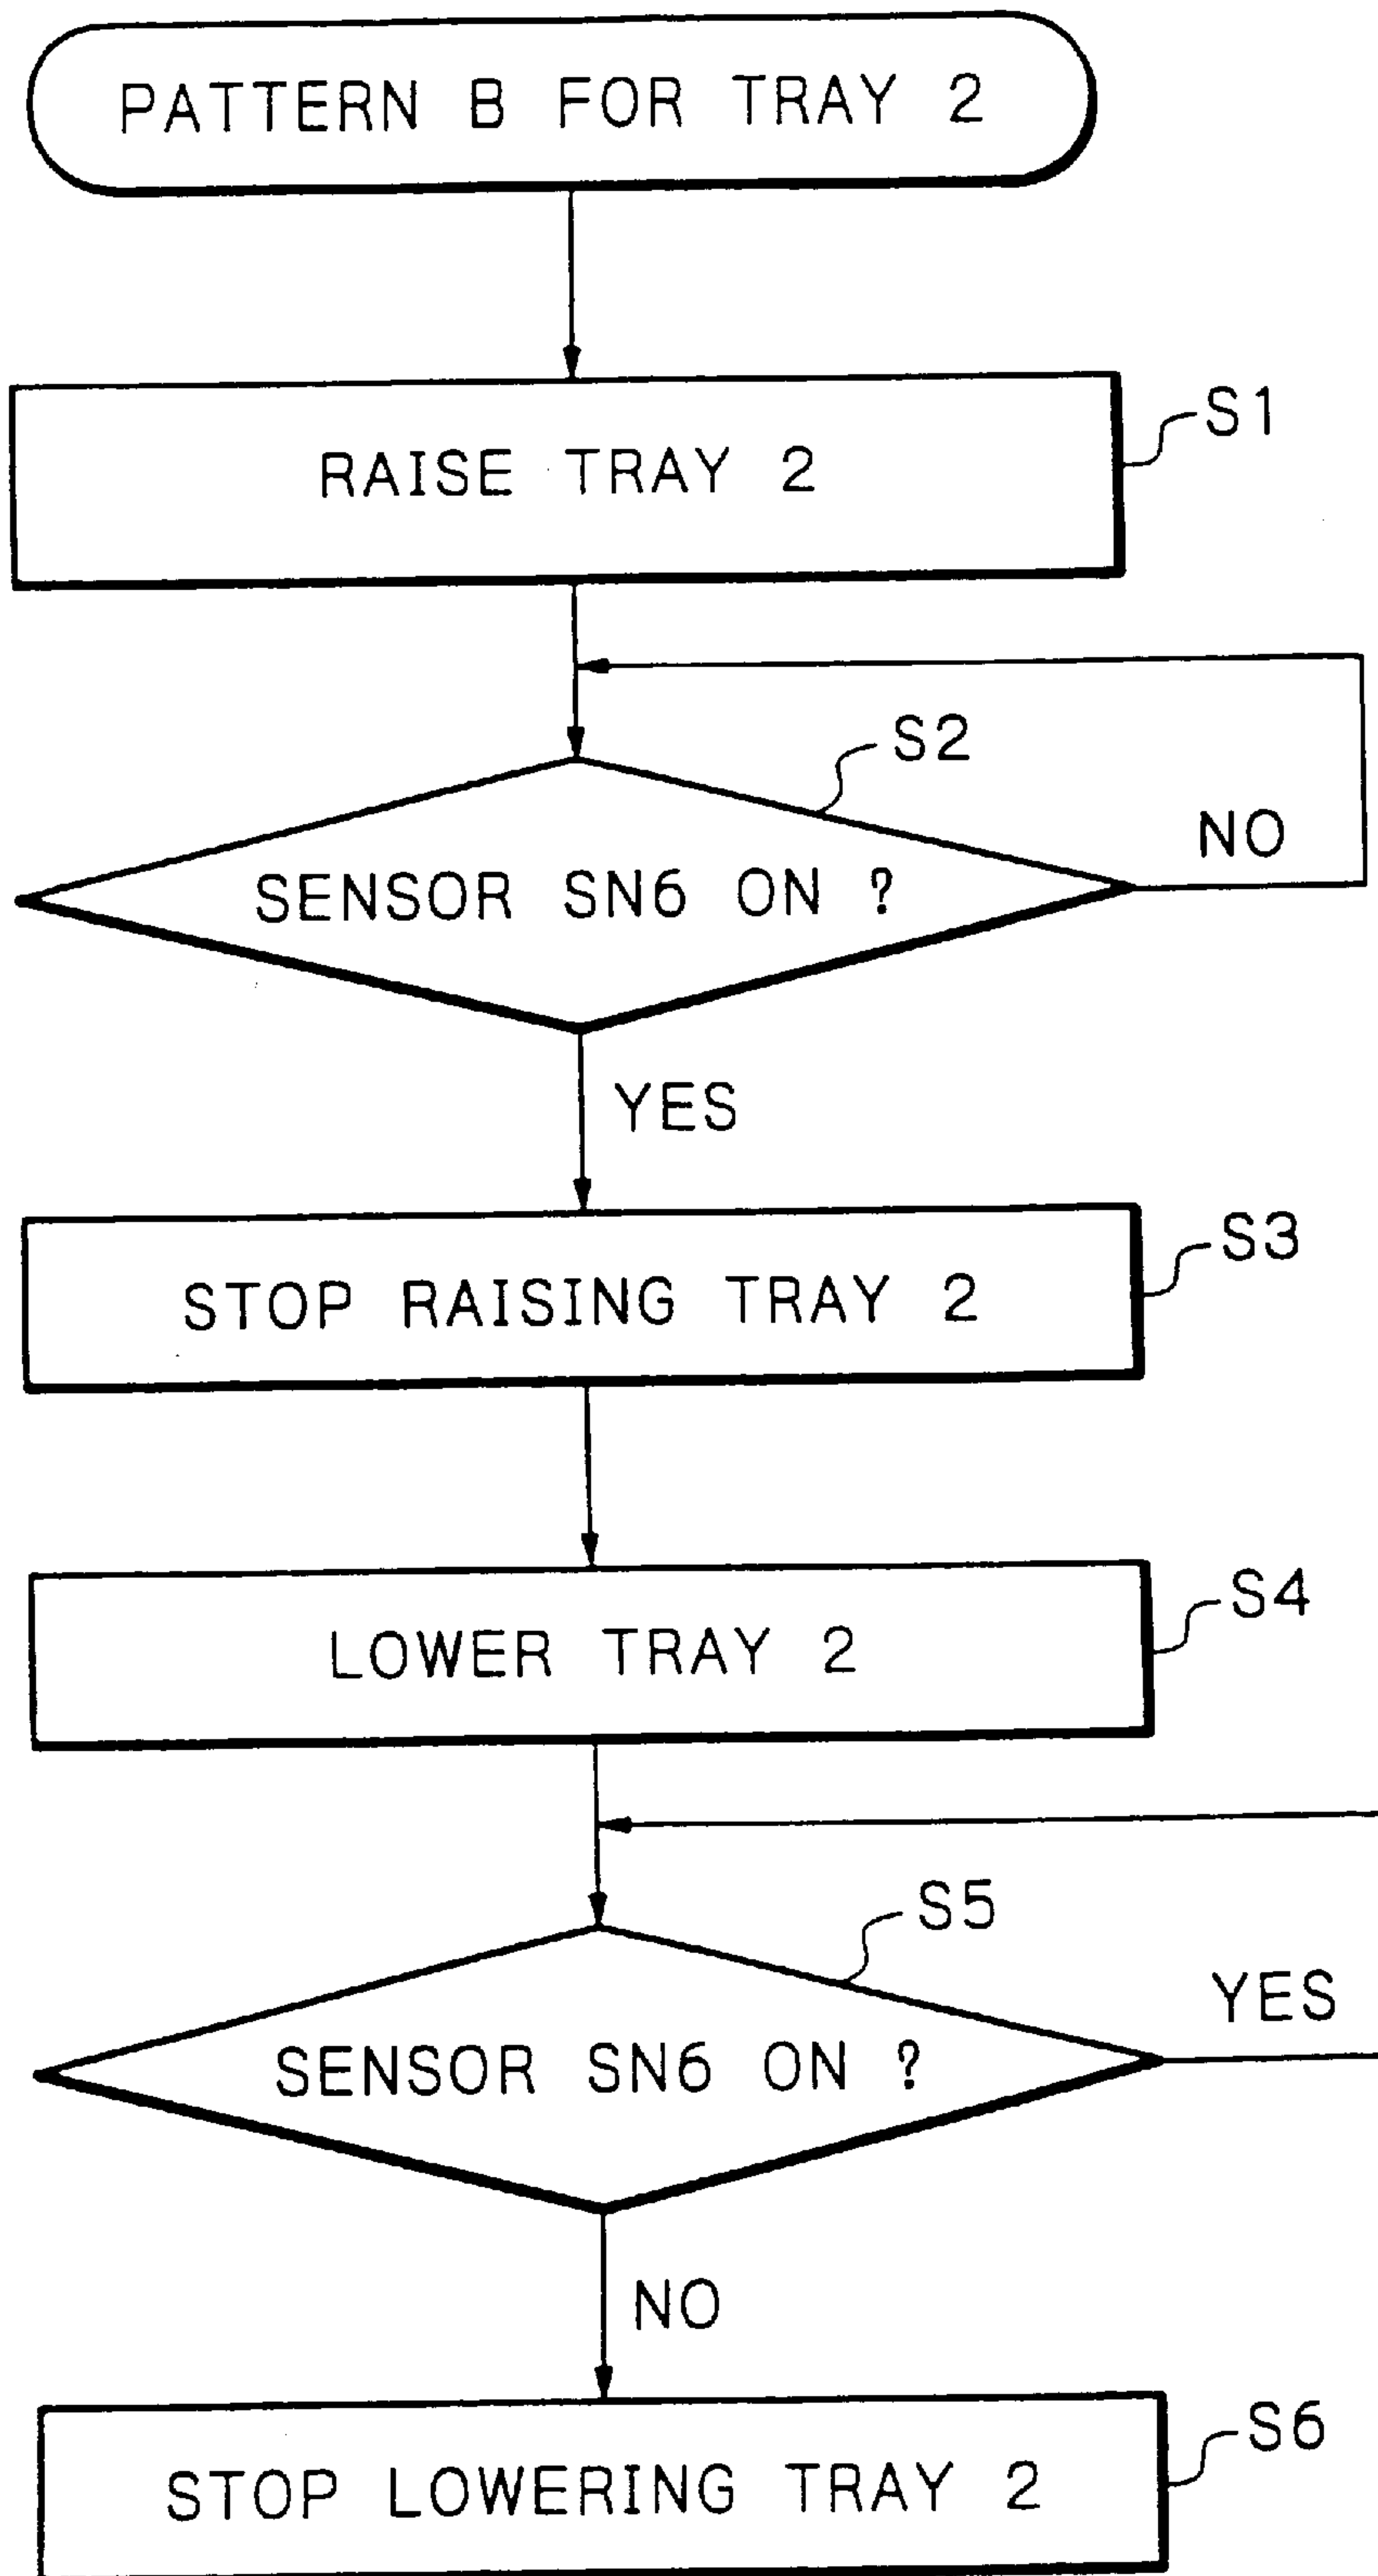 PATTERN B FOR TRAY 2
S1
RAISE TRAY 2
S2
NO
SENSOR SN6 ON ?
YES
S3
STOP RAISING TRAY 2
S4
LOWER TRAY 2
S5
YES
SENSOR SN6 ON ?
NO
S6
STOP LOWERING TRAY 2